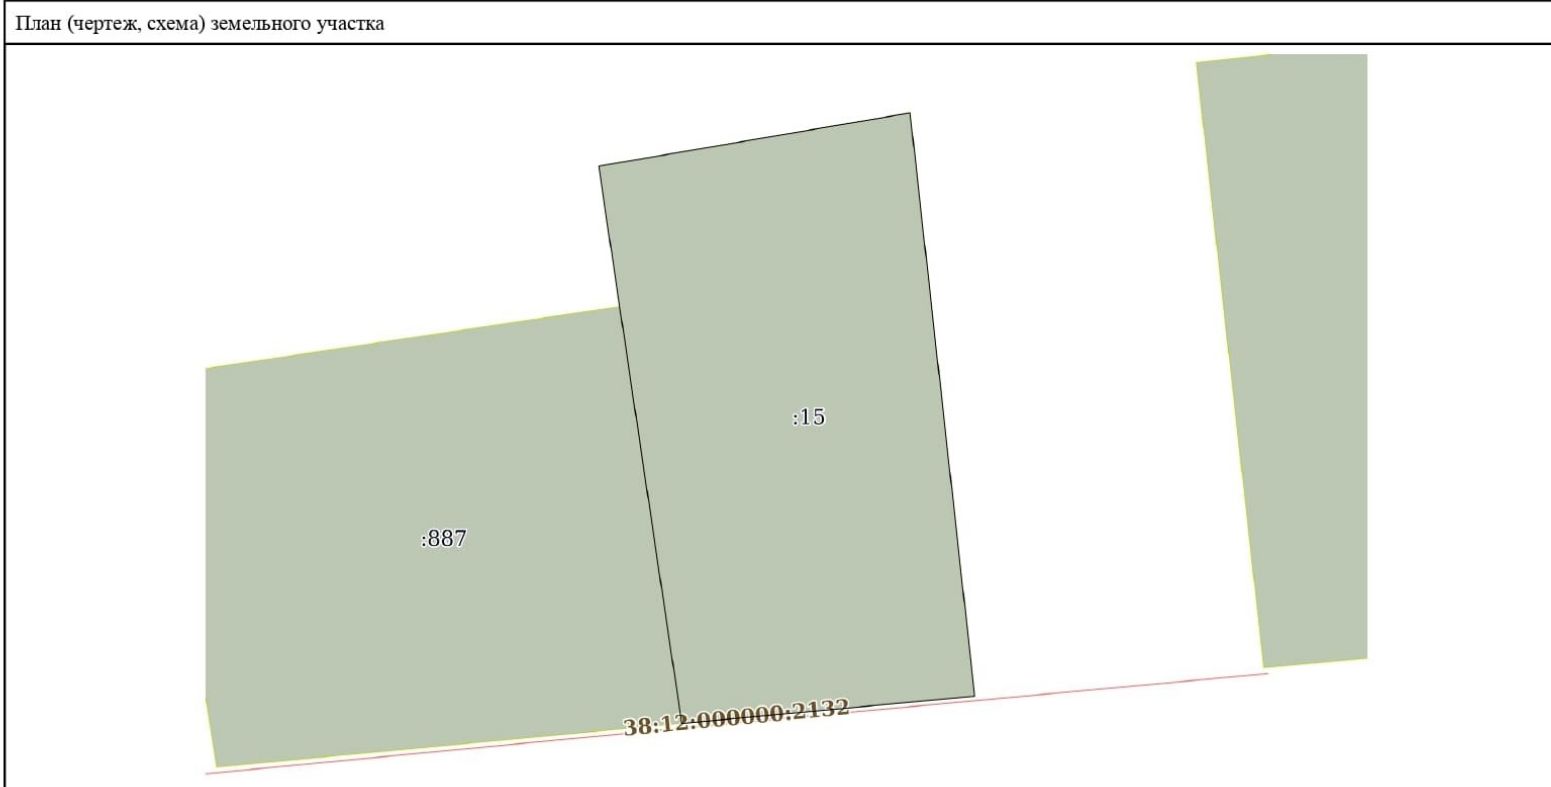 План (чертеж, схема) земельного участка
:15
:887
38:12:000000:2132